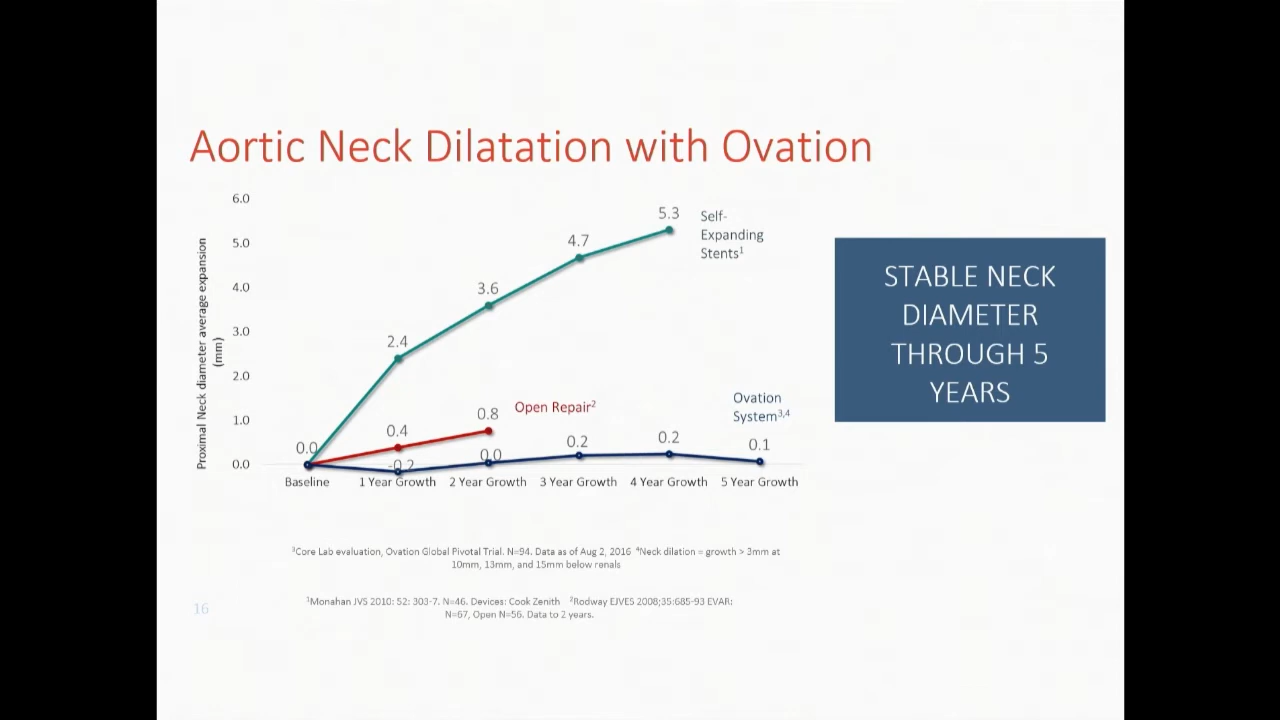 Aortic Neck Dilatation with Ovation
6.0
5.0
4.0
3.0
2.0
1.0
0.0
Proximal Neck diameter average expansion
(mm)
0.0
2.4
3.6
4.7
5.3
Self-
Expanding
Stents¹
0.4
0.8
Open Repair²
-0.2
0.0
0.2
0.2
0.1
Ovation
System³,⁴
Baseline
1 Year Growth
2 Year Growth
3 Year Growth
4 Year Growth
5 Year Growth
STABLE NECK
DIAMETER
THROUGH 5
YEARS
³Core Lab evaluation, Ovation Global Pivotal Trial. N=94. Data as of Aug 2, 2016 ⁴Neck dilation = growth > 3mm at
10mm, 13mm, and 15mm below renals
¹Monahan JVS 2010: 52: 303-7. N=46. Devices: Cook Zenith ²Rodway EJVES 2008;35:685-93 EVAR:
N=67, Open N=56. Data to 2 years.
16